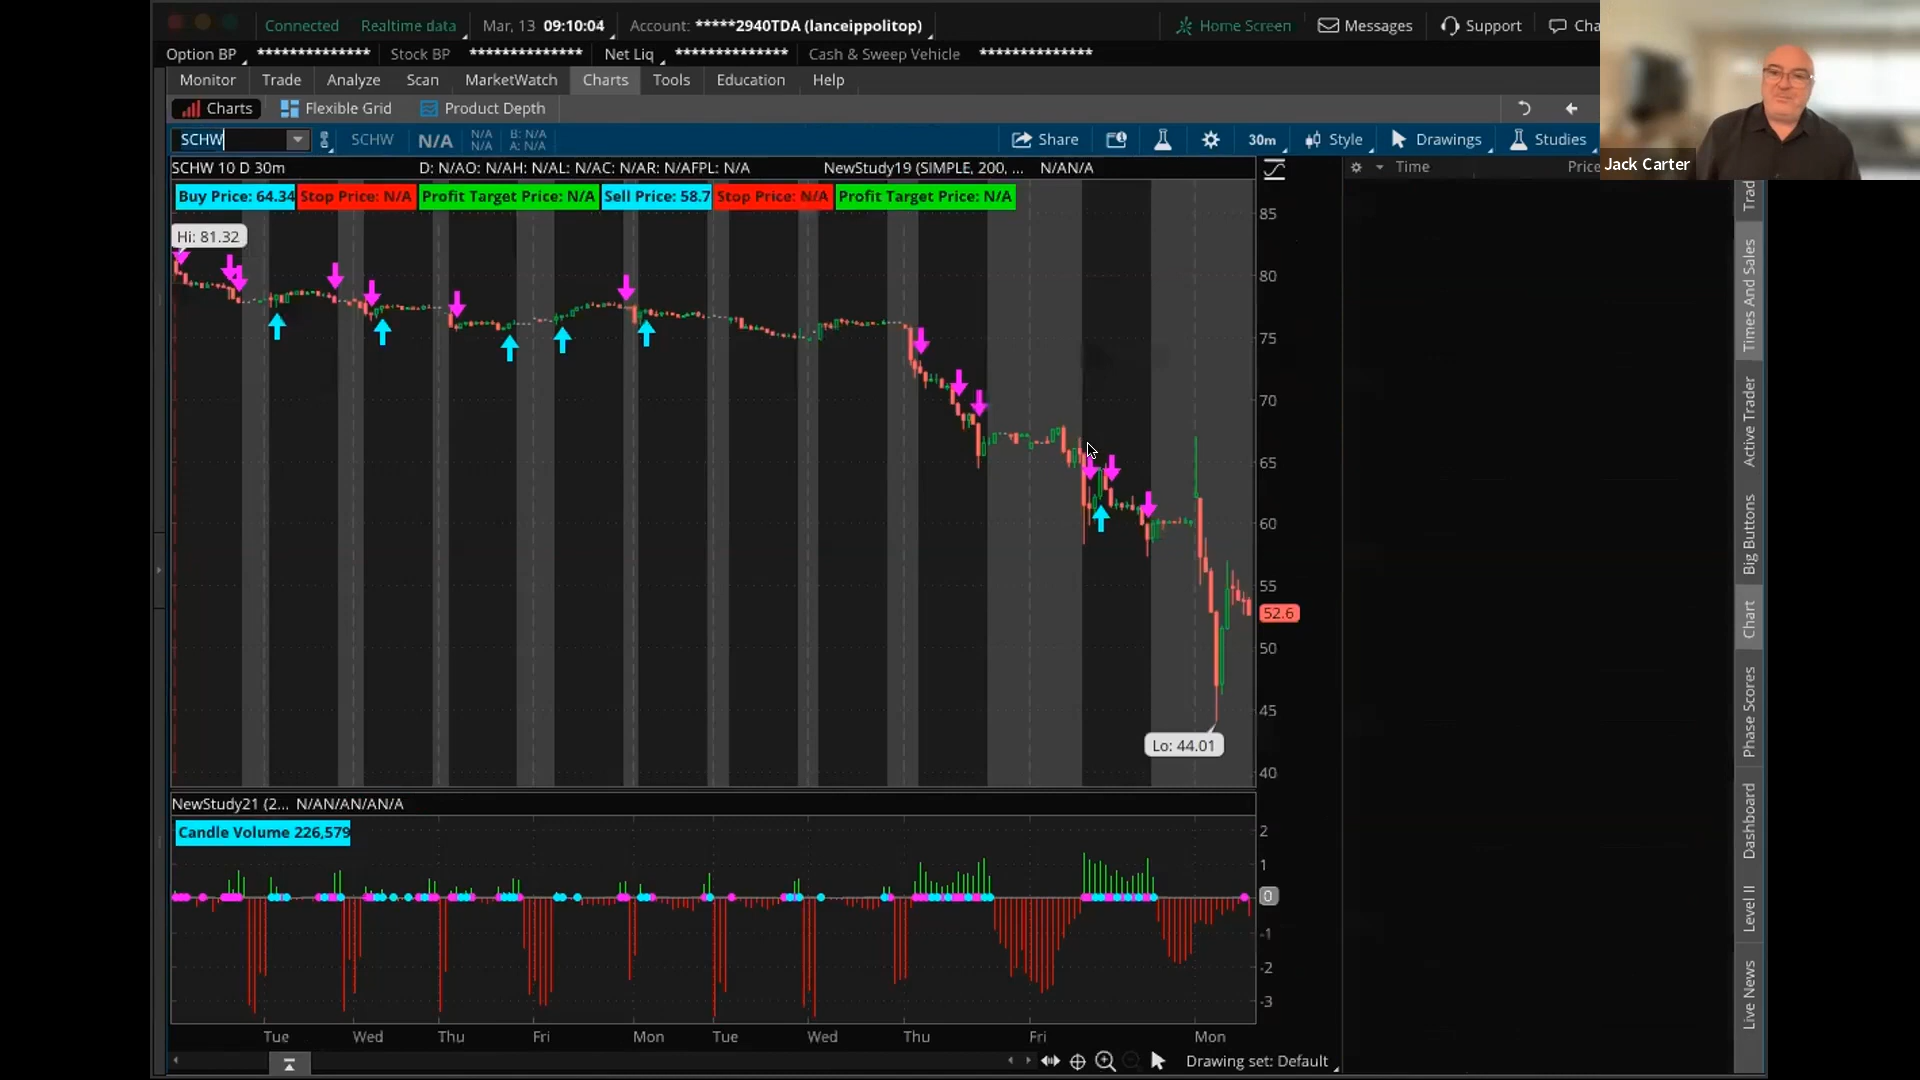 Connected Realtime data Mar, 13 09:10:04 Account: *****2940TDA (lanceippolitop) Home Screen Messages Support Cha
Option BP ************** Stock BP ************** Net Liq ************** Cash & Sweep Vehicle **************
Monitor Trade Analyze Scan MarketWatch Charts Tools Education Help
Charts Flexible Grid Product Depth
SCHW SCHW N/A N/A N/A B: N/A A: N/A Share 30m Style Drawings Studies
Jack Carter
SCHW 10 D 30m D: N/AO: N/AH: N/AL: N/AC: N/AR: N/AFPL: N/A NewStudy19 (SIMPLE, 200, ... N/AN/A Time Price
Buy Price: 64.34 Stop Price: N/A Profit Target Price: N/A Sell Price: 58.7 Stop Price: N/A Profit Target Price: N/A
Hi: 81.32
85
80
75
70
65
60
55
52.6
50
45
Lo: 44.01
40
NewStudy21 (2... N/AN/AN/AN/A
Candle Volume 226,579
2
1
0
-1
-2
-3
Tue Wed Thu Fri Mon Tue Wed Thu Fri Mon
Drawing set: Default
Trad
Times And Sales
Active Trader
Big Buttons
Chart
Phase Scores
Dashboard
Level II
Live News